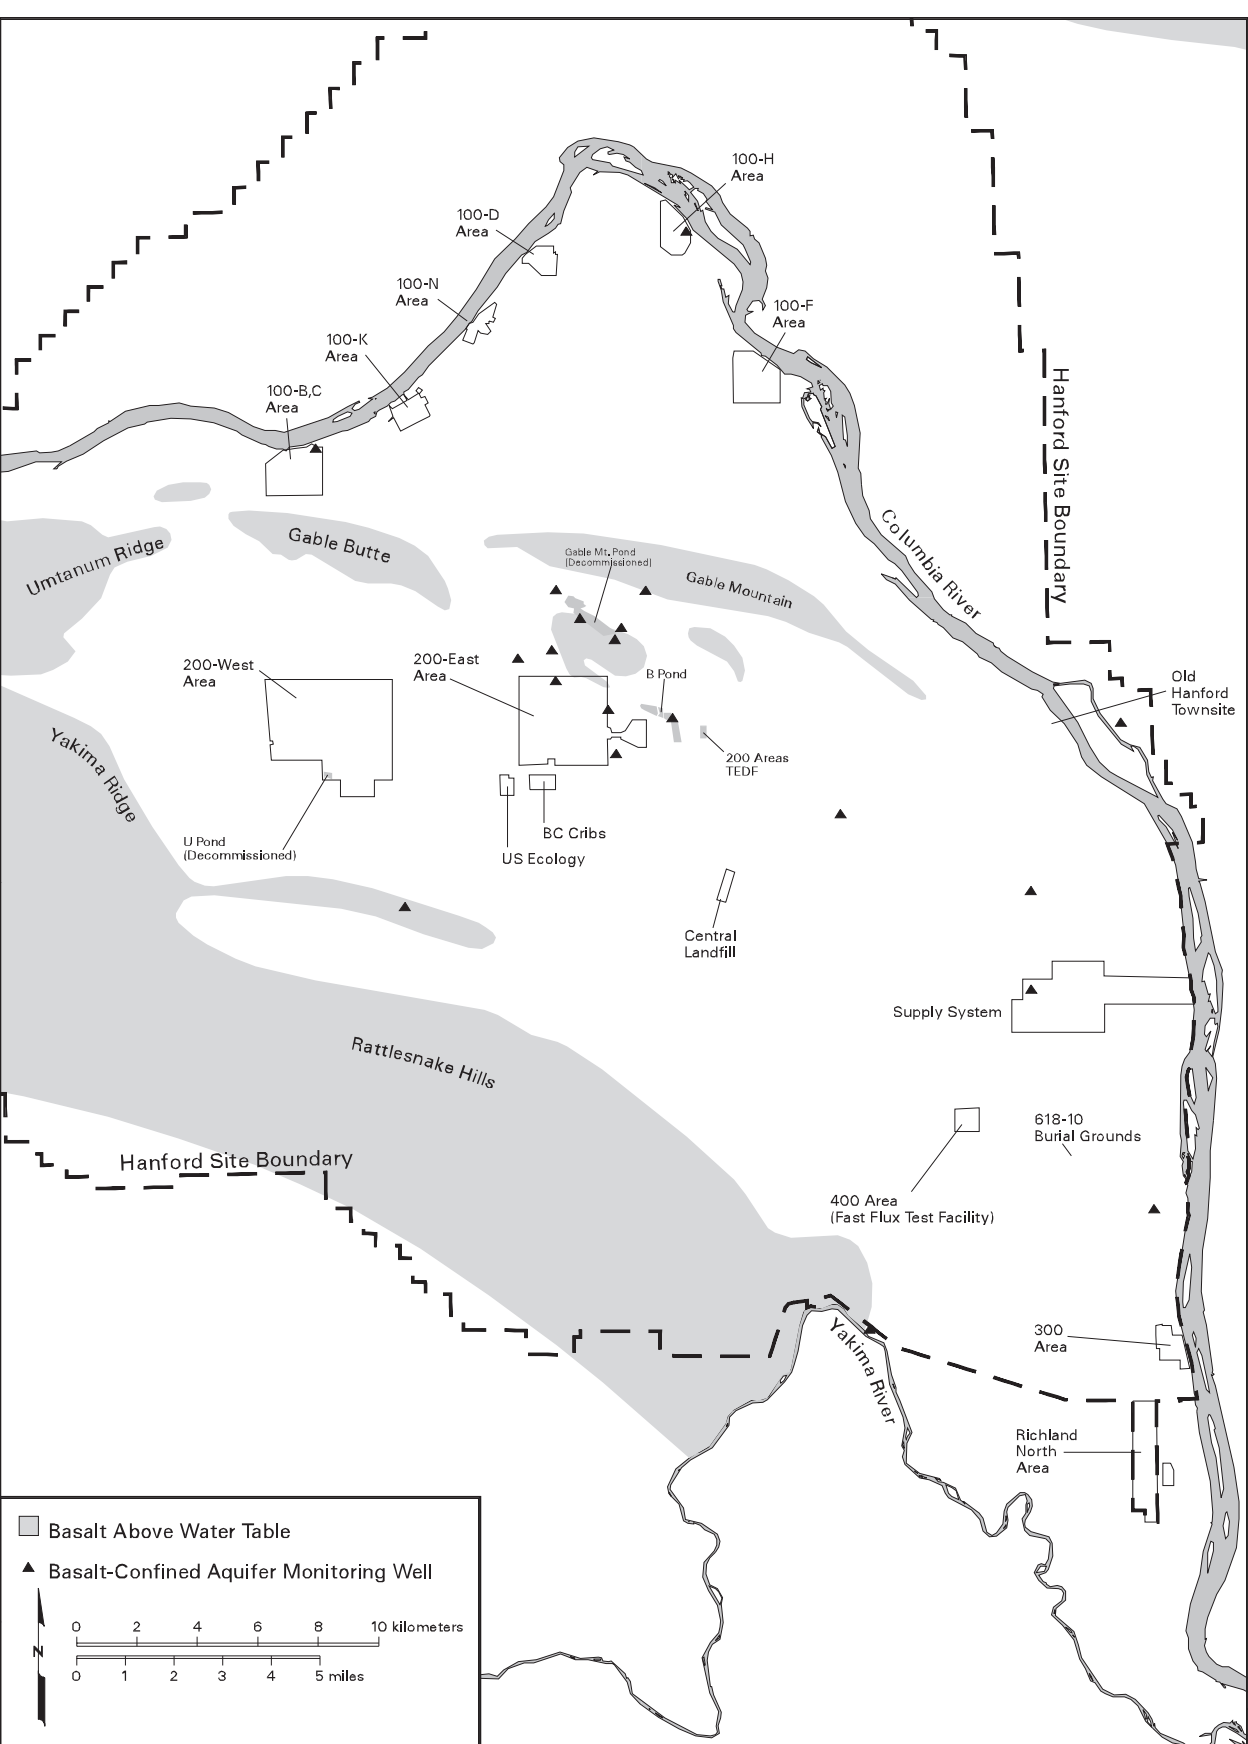 100-H
Area
100-D
Area
100-N
Area
100-F
Area
100-K
Area
100-B,C
Area
Hanford Site Boundary
Columbia River
Umtanum Ridge
Gable Butte
Gable Mt. Pond
(Decommissioned)
Gable Mountain
200-West
Area
200-East
Area
B Pond
Old
Hanford
Townsite
Yakima Ridge
200 Areas
TEDF
U Pond
(Decommissioned)
BC Cribs
US Ecology
Central
Landfill
Supply System
Rattlesnake Hills
618-10
Burial Grounds
Hanford Site Boundary
400 Area
(Fast Flux Test Facility)
Yakima River
300
Area
Richland
North
Area
Basalt Above Water Table
Basalt-Confined Aquifer Monitoring Well
0 2 4 6 8 10 kilometers
N
0 1 2 3 4 5 miles